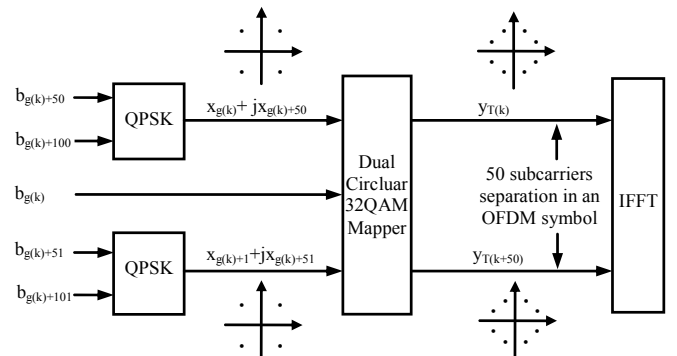 b_g(k)+50
b_g(k)+100
QPSK
x_g(k)+ jx_g(k)+50
b_g(k)
Dual
Circluar
32QAM
Mapper
y_T(k)
50 subcarriers
separation in an
OFDM symbol
IFFT
b_g(k)+51
b_g(k)+101
QPSK
x_g(k)+1+jx_g(k)+51
y_T(k+50)